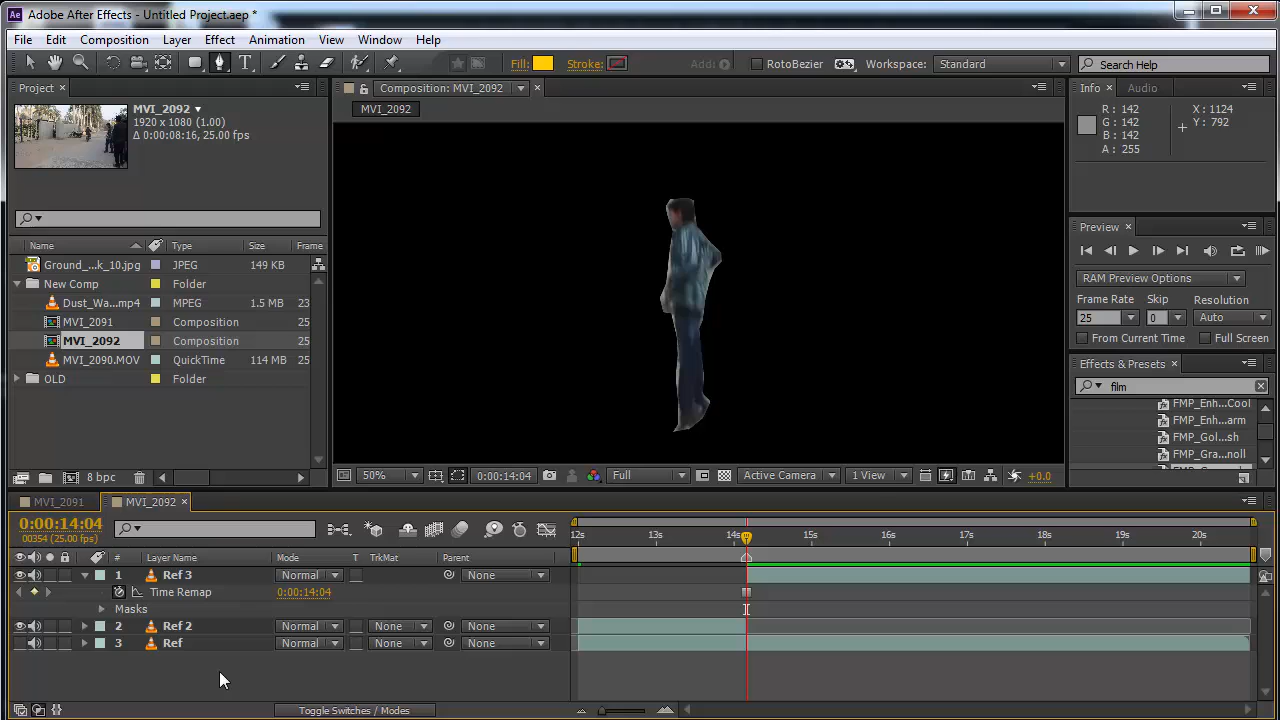 Adobe After Effects - Untitled Project.aep *
File Edit Composition Layer Effect Animation View Window Help
Fill: Stroke: Add: RotoBezier Workspace: Standard Search Help
Project
MVI_2092
1920 x 1080 (1.00)
Δ 0:00:08:16, 25.00 fps
Name Type Size Frame
Ground_...k_10.jpg JPEG 149 KB
New Comp Folder
Dust_Wa...mp4 MPEG 1.5 MB 23
MVI_2091 Composition 25
MVI_2092 Composition 25
MVI_2090.MOV QuickTime 114 MB 25
OLD Folder
8 bpc
Composition: MVI_2092
MVI_2092
50% 0:00:14:04 Full Active Camera 1 View +0.0
Info Audio
R : 142
G : 142
B : 142
A : 255
X : 1124
Y : 792
Preview
RAM Preview Options
Frame Rate Skip Resolution
25 0 Auto
From Current Time Full Screen
Effects & Presets
film
FMP_Enh...Cool
FMP_Enh...arm
FMP_Gol...sh
FMP_Gra...noll
MVI_2091 MVI_2092
0:00:14:04
00354 (25.00 fps)
12s 13s 14s 15s 16s 17s 18s 19s 20s
# Layer Name Mode T TrkMat Parent
1 Ref 3 Normal None
Time Remap 0:00:14:04
Masks
2 Ref 2 Normal None None
3 Ref Normal None None
Toggle Switches / Modes